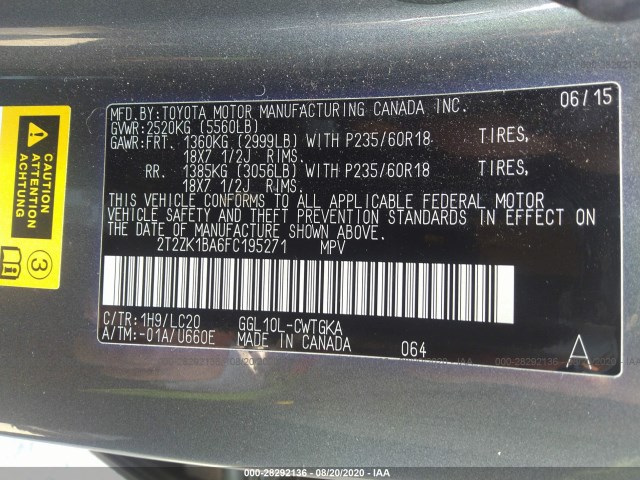 MFD.BY:TOYOTA MOTOR MANUFACTURING CANADA INC. 06/15
GVWR:2520KG (5560LB)
GAWR:FRT. 1360KG (2999LB) WITH P235/60R18 TIRES,
18X7 1/2J RIMS.
RR. 1385KG (3056LB) WITH P235/60R18 TIRES,
18X7 1/2J RIMS.
THIS VEHICLE CONFORMS TO ALL APPLICABLE FEDERAL MOTOR
VEHICLE SAFETY AND THEFT PREVENTION STANDARDS IN EFFECT ON
THE DATE OF MANUFACTURE SHOWN ABOVE.
2T2ZK1BA6FC195271 MPV
C/TR:1H9/LC20 GGL10L-CWTGKA
A/TM:-01A/U660E MADE IN CANADA 064 A
ATTENTION
ACHTUNG
3
000-28292136 - 08/20/2020 - IAA